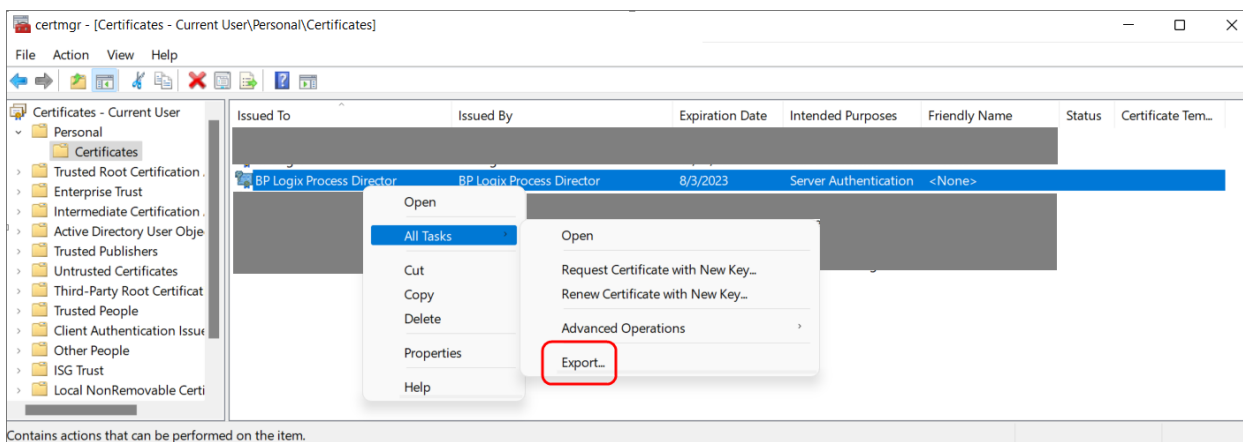 certmgr - [Certificates - Current User\Personal\Certificates]
File Action View Help
Certificates - Current User
Personal
Certificates
Trusted Root Certification
Enterprise Trust
Intermediate Certification
Active Directory User Obje
Trusted Publishers
Untrusted Certificates
Third-Party Root Certificat
Trusted People
Client Authentication Issue
Other People
ISG Trust
Local NonRemovable Certi
Issued To Issued By Expiration Date Intended Purposes Friendly Name Status Certificate Tem...
BP Logix Process Director BP Logix Process Director 8/3/2023 Server Authentication <None>
Open
All Tasks
Cut
Copy
Delete
Properties
Help
Open
Request Certificate with New Key...
Renew Certificate with New Key...
Advanced Operations
Export...
Contains actions that can be performed on the item.